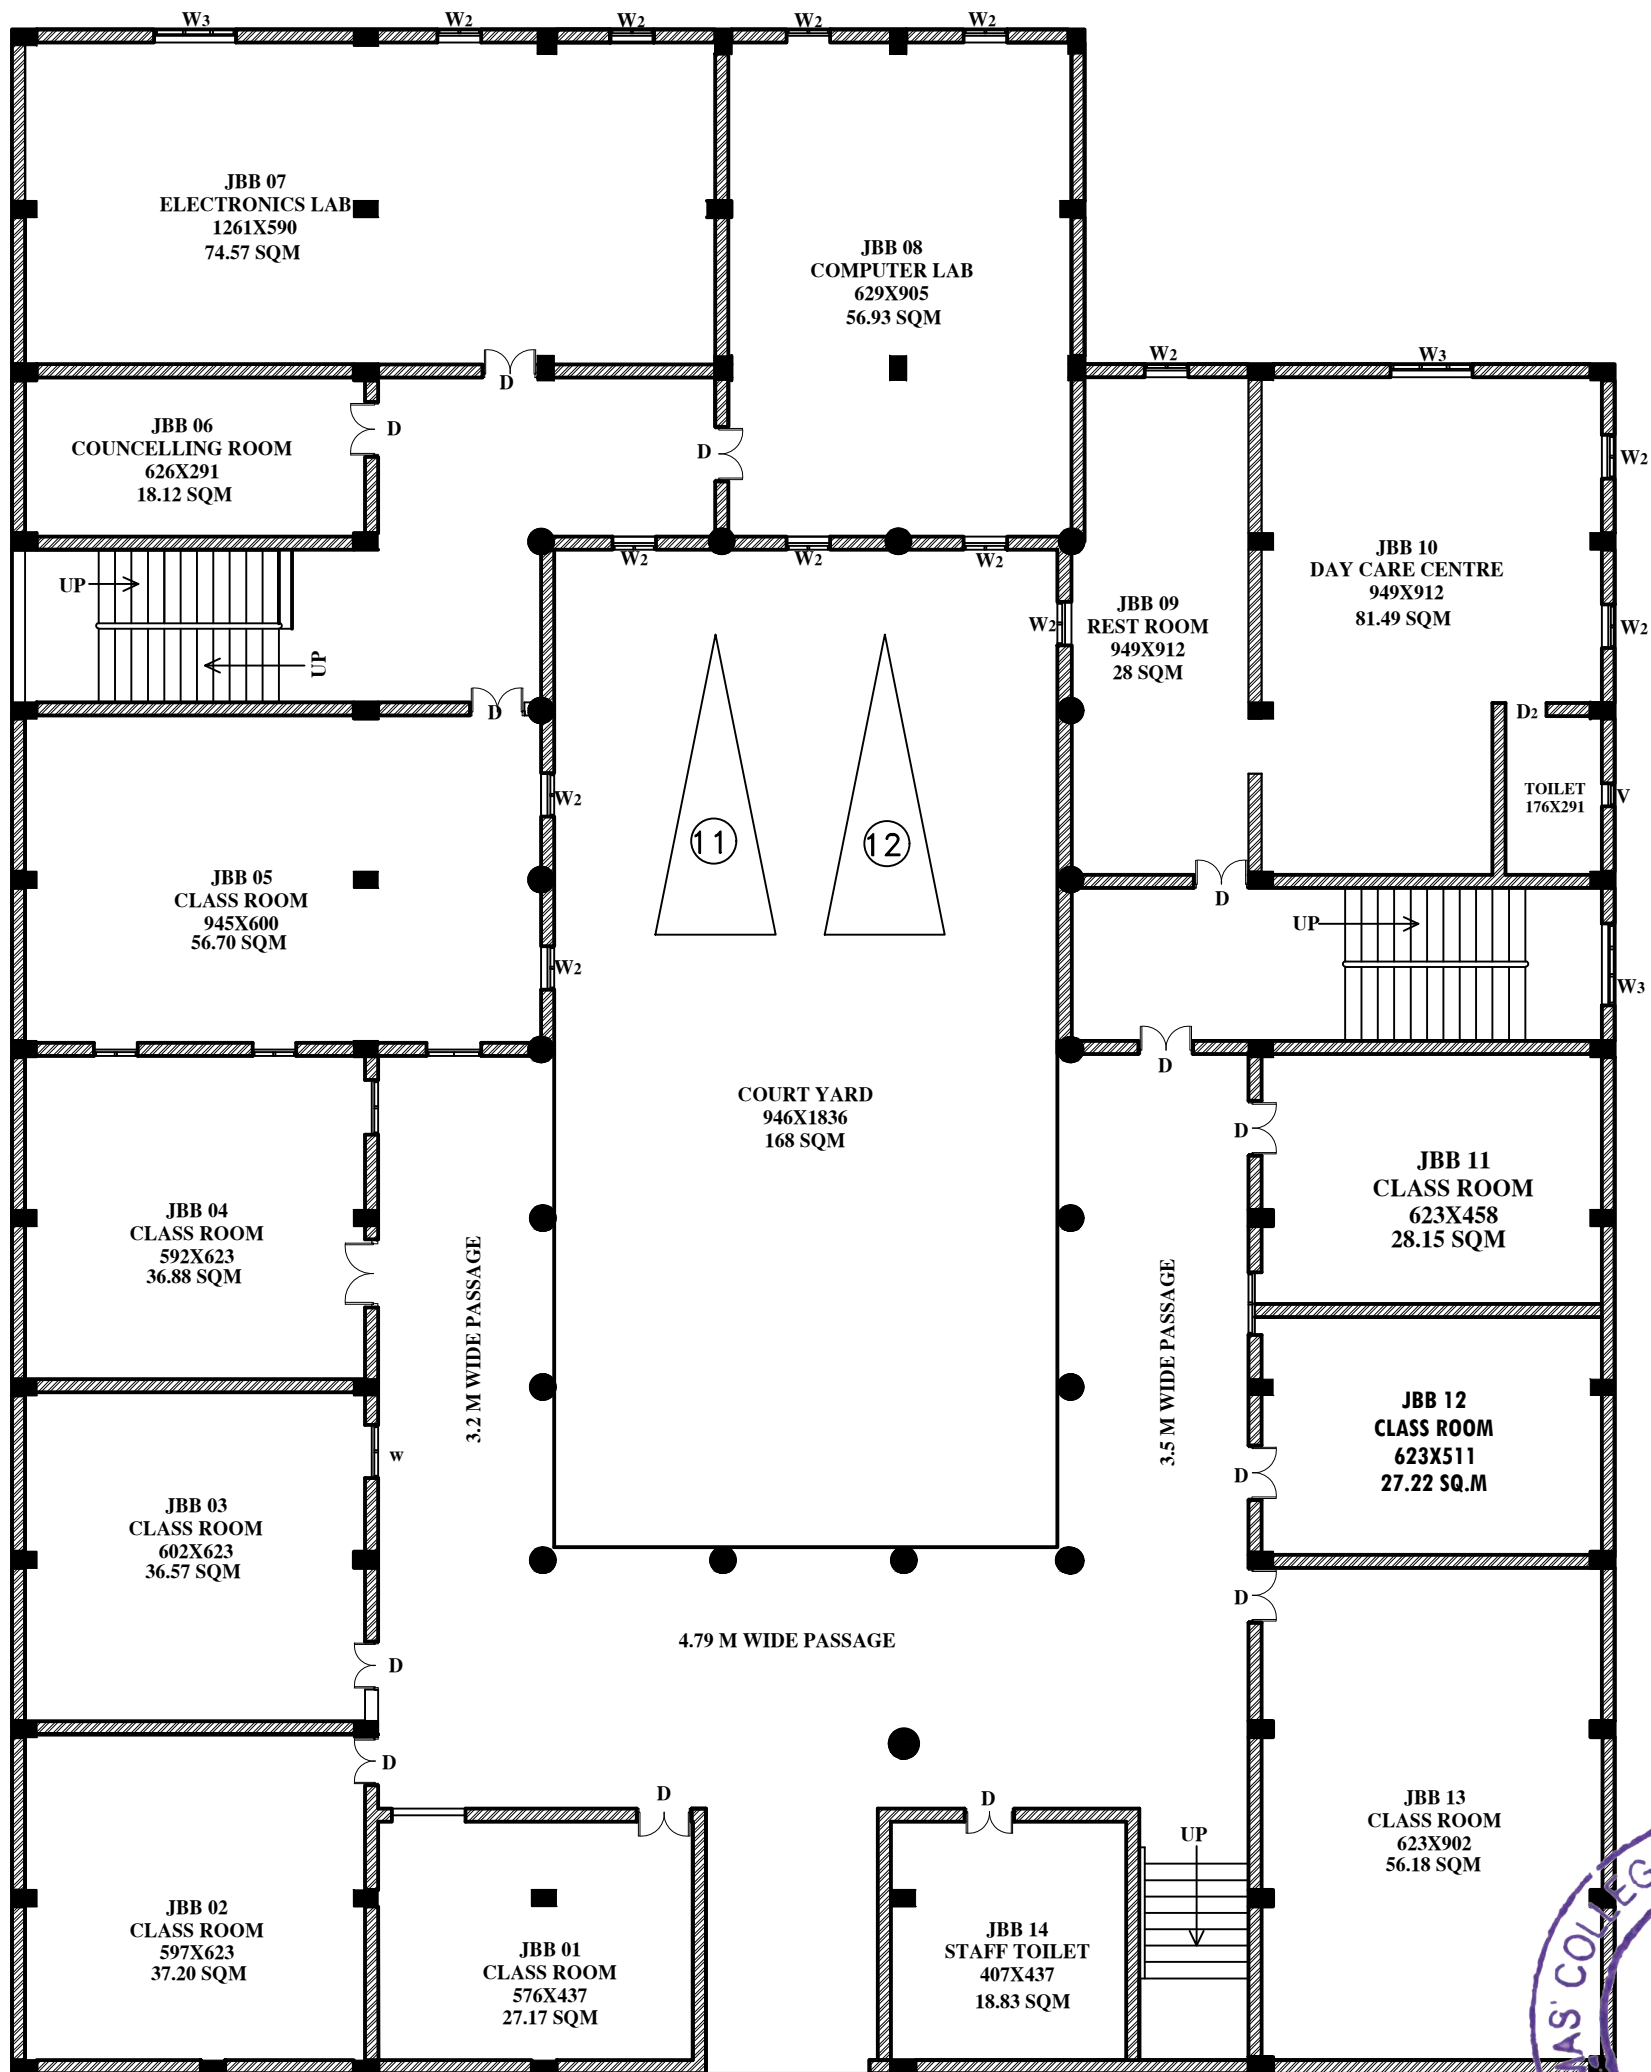 W3
W2
W2
W2
W2
JBB 07
ELECTRONICS LAB
1261X590
74.57 SQM
JBB 08
COMPUTER LAB
629X905
56.93 SQM
D
W2
W3
JBB 06
COUNCELLING ROOM
626X291
18.12 SQM
D
D
W2
W2
W2
W2
UP
UP
W2
JBB 09
REST ROOM
949X912
28 SQM
JBB 10
DAY CARE CENTRE
949X912
81.49 SQM
W2
D
D2
TOILET
176X291
V
W2
11
12
JBB 05
CLASS ROOM
945X600
56.70 SQM
D
UP
W2
W3
D
COURT YARD
946X1836
168 SQM
D
JBB 11
CLASS ROOM
623X458
28.15 SQM
JBB 04
CLASS ROOM
592X623
36.88 SQM
3.2 M WIDE PASSAGE
3.5 M WIDE PASSAGE
JBB 12
CLASS ROOM
623X511
27.22 SQ.M
w
D
JBB 03
CLASS ROOM
602X623
36.57 SQM
D
4.79 M WIDE PASSAGE
D
D
D
D
JBB 13
CLASS ROOM
623X902
56.18 SQM
UP
JBB 02
CLASS ROOM
597X623
37.20 SQM
JBB 01
CLASS ROOM
576X437
27.17 SQM
JBB 14
STAFF TOILET
407X437
18.83 SQM